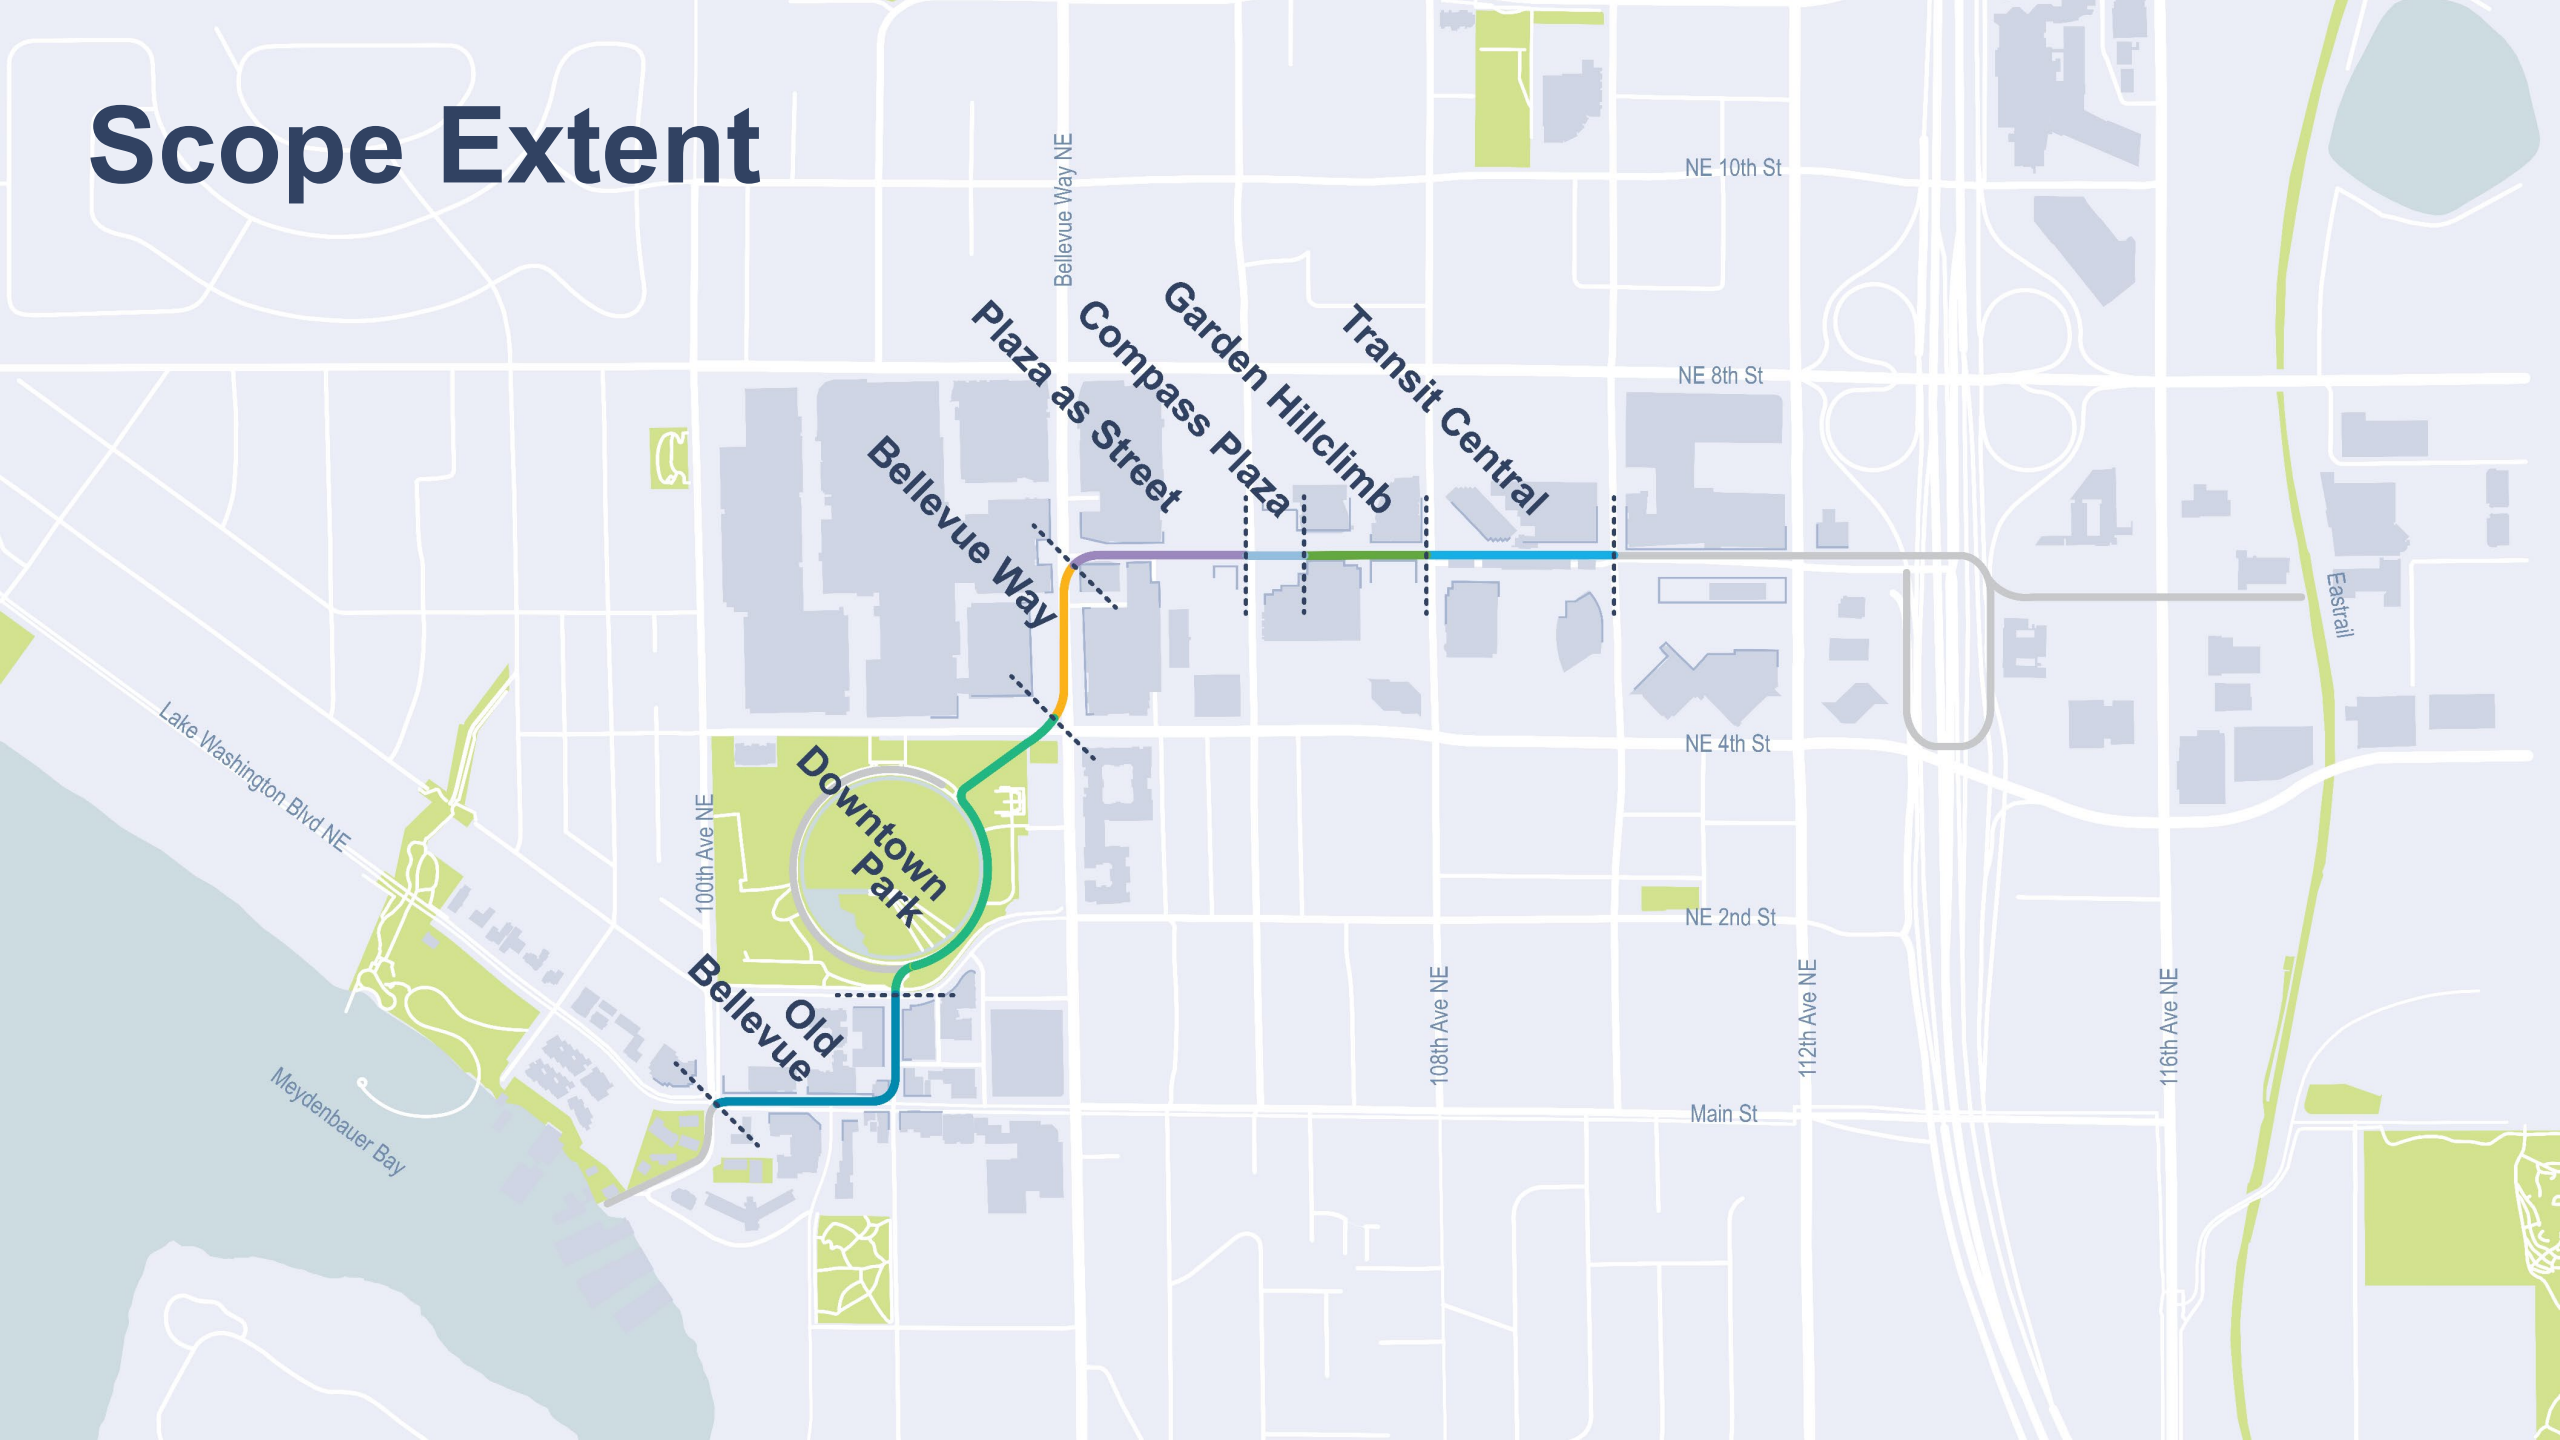 Scope Extent
Bellevue Way NE
NE 10th St
NE 8th St
Transit Central
Garden Hillclimb
Compass Plaza
Plaza as Street
Bellevue Way
Eastrail
Lake Washington Blvd NE
NE 4th St
100th Ave NE
Downtown
Park
NE 2nd St
Old
Bellevue
108th Ave NE
112th Ave NE
116th Ave NE
Meydenbauer Bay
Main St